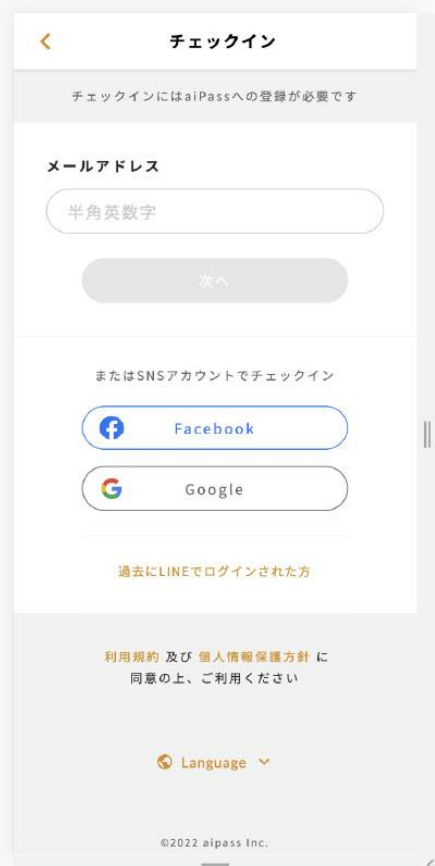 チェックイン
チェックインにはaiPassへの登録が必要です
メールアドレス
半角英数字
次へ
またはSNSアカウントでチェックイン
Facebook
Google
過去にLINEでログインされた方
利用規約 及び 個人情報保護方針 に
同意の上、ご利用ください
Language
©2022 aipass Inc.